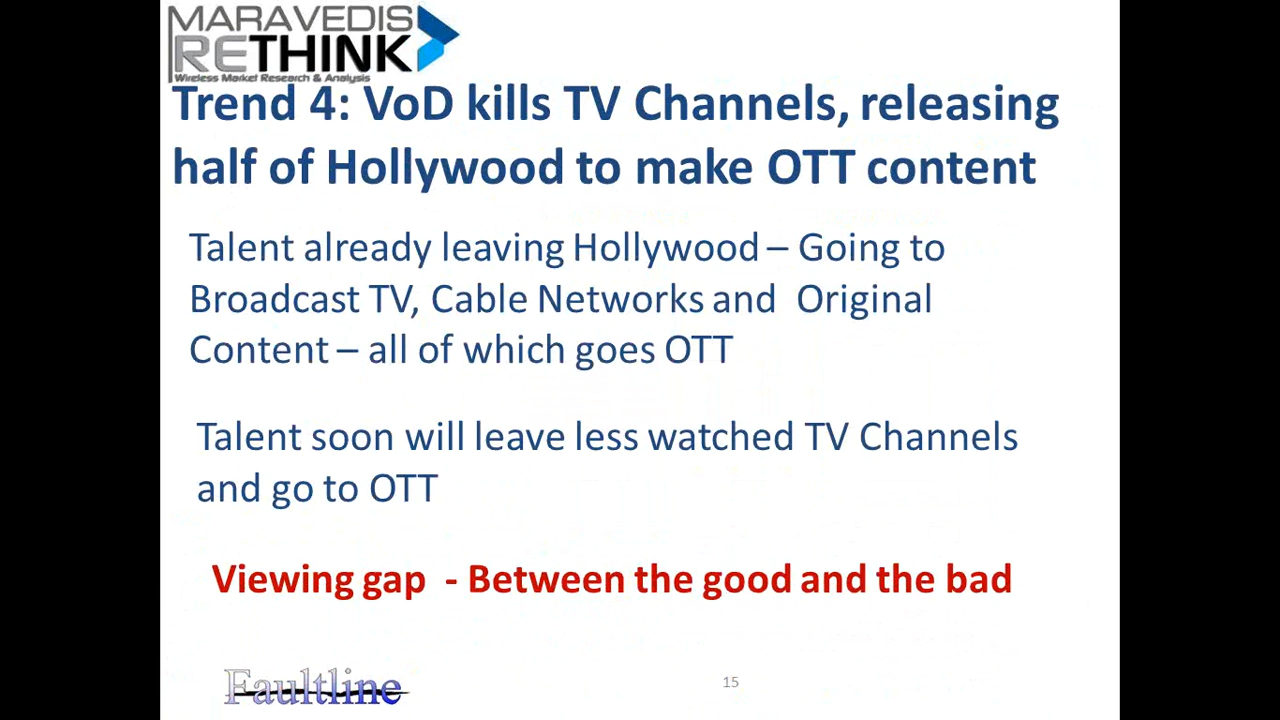 MARAVEDIS
RETHINK
Wireless Market Research & Analysis
Trend 4: VoD kills TV Channels, releasing
half of Hollywood to make OTT content
Talent already leaving Hollywood – Going to
Broadcast TV, Cable Networks and  Original
Content – all of which goes OTT
Talent soon will leave less watched TV Channels
and go to OTT
Viewing gap  - Between the good and the bad
Faultline
15